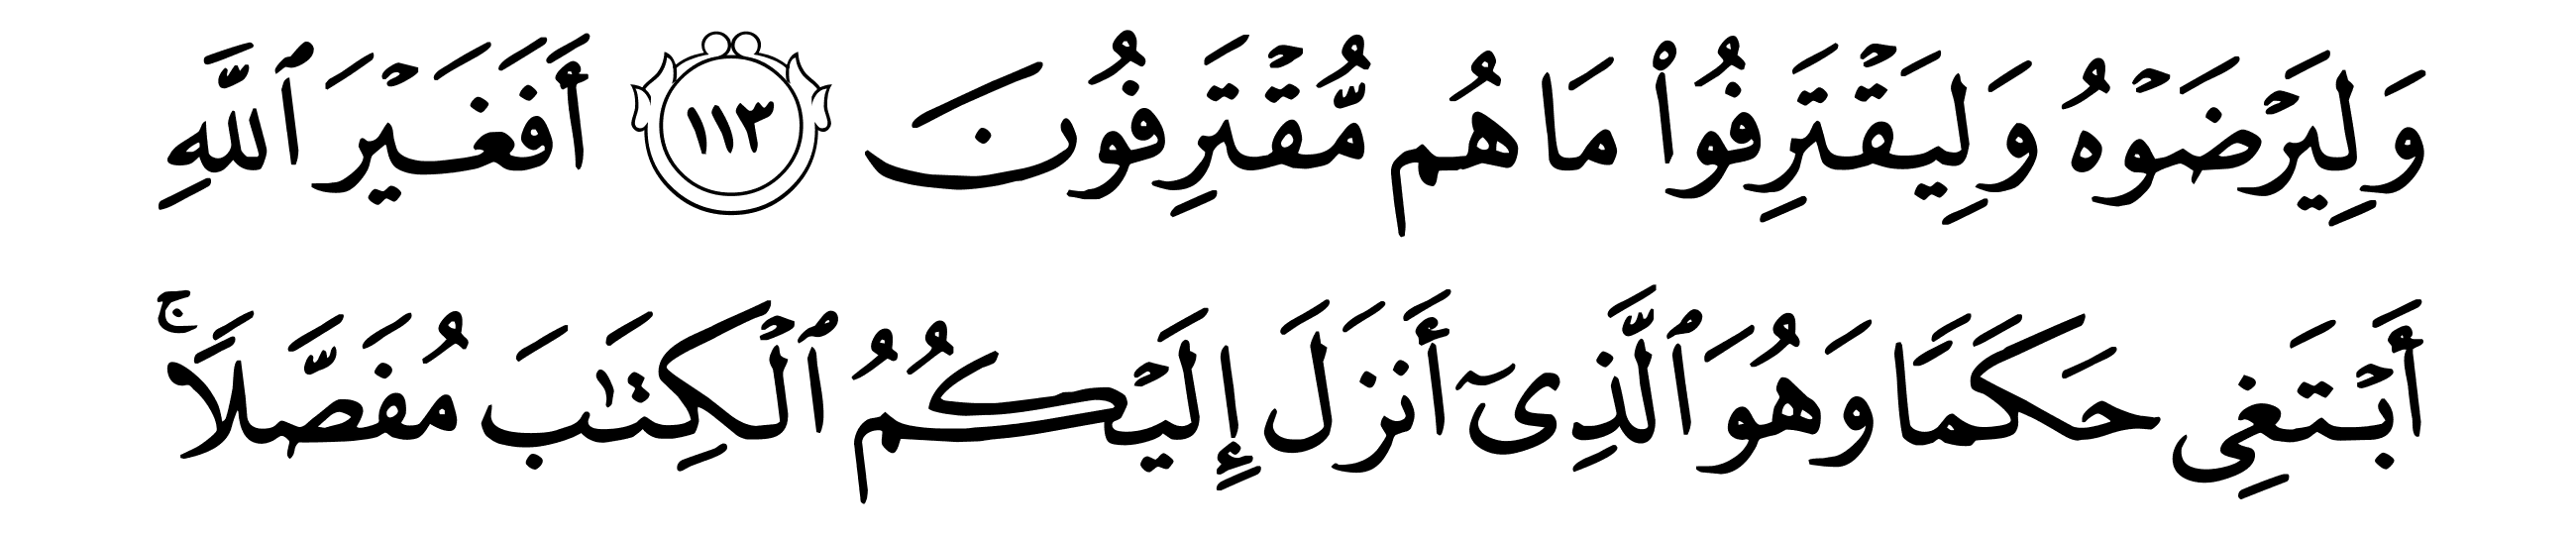 وَلِيَرۡضَوۡهُ وَلِيَقۡتَرِفُواْ مَا هُم مُّقۡتَرِفُونَ ١١٣ أَفَغَيۡرَ ٱللَّهِ
أَبۡتَغِي حَكَمٗا وَهُوَ ٱلَّذِيٓ أَنزَلَ إِلَيۡكُمُ ٱلۡكِتَٰبَ مُفَصَّلٗاۚ